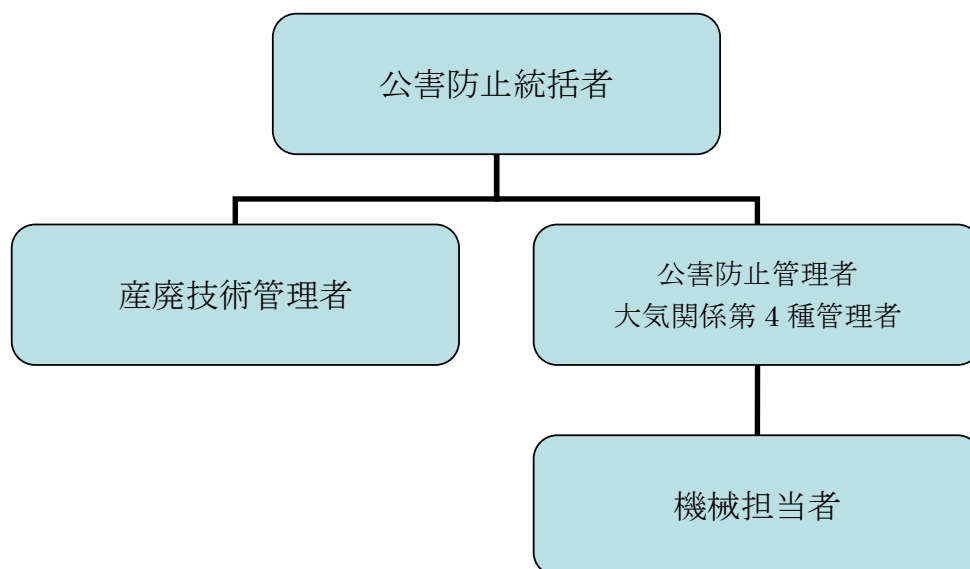 公害防止統括者
産廃技術管理者
公害防止管理者
大気関係第 4 種管理者
機械担当者